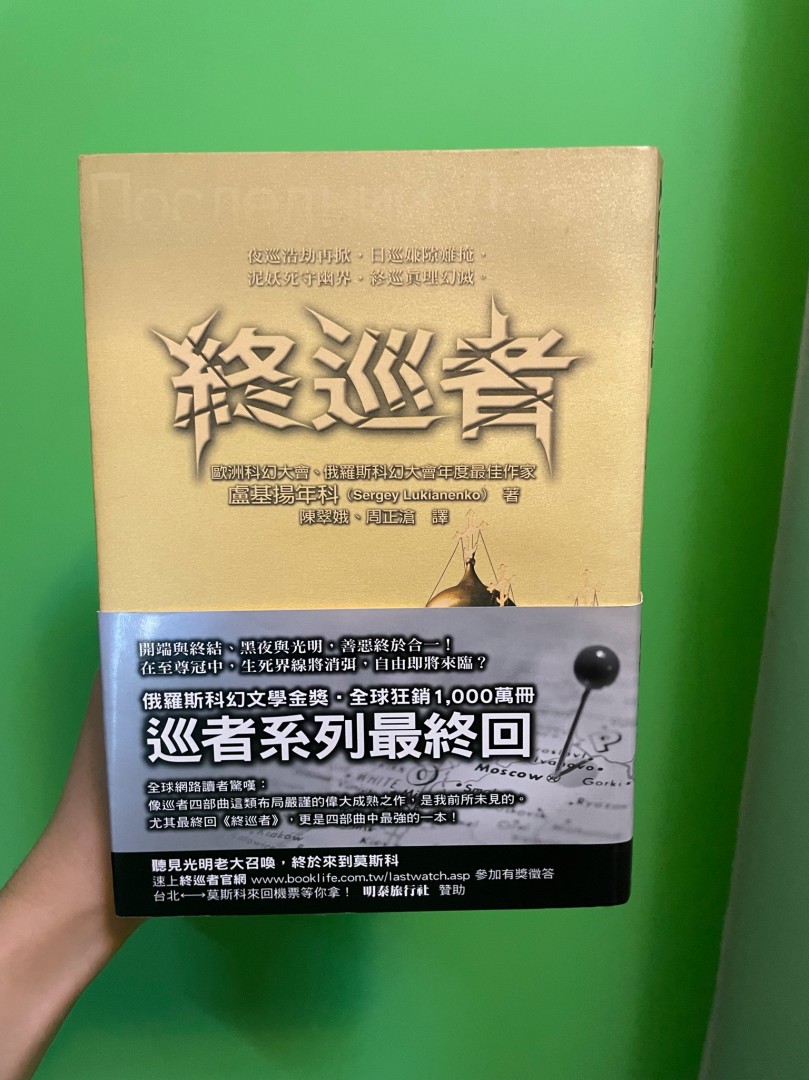 Последний
夜巡浩劫再掀．日巡嫌隙難掩．
泥妖死守幽界．終巡真理幻滅。
終巡者
歐洲科幻大會、俄羅斯科幻大會年度最佳作家
盧基揚年科（Sergey Lukianenko） 著
陳翠娥、周正滄 譯
開端與終結、黑夜與光明，善惡終於合一！
在至尊冠中，生死界線將消弭，自由即將來臨？
俄羅斯科幻文學金獎．全球狂銷1,000萬冊
巡者系列最終回
Moscow
Gorki
全球網路讀者驚嘆：
像巡者四部曲這類布局嚴謹的偉大成熟之作，是我前所未見的。
尤其最終回《終巡者》，更是四部曲中最強的一本！
聽見光明老大召喚，終於來到莫斯科
速上終巡者官網 www.booklife.com.tw/lastwatch.asp 參加有獎徵答
台北←→莫斯科來回機票等你拿！ 明泰旅行社 贊助